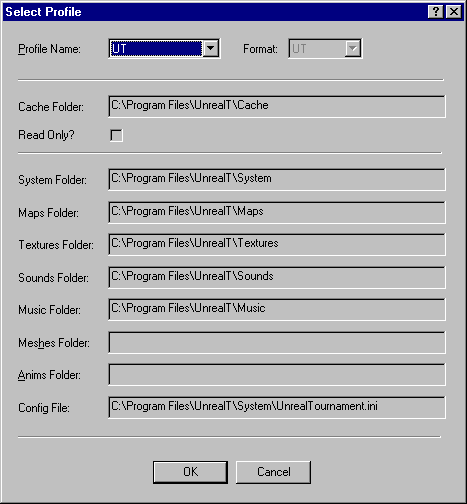 Select Profile
Profile Name: UT Format: UT
Cache Folder: C:\Program Files\UnrealT\Cache
Read Only?
System Folder: C:\Program Files\UnrealT\System
Maps Folder: C:\Program Files\UnrealT\Maps
Textures Folder: C:\Program Files\UnrealT\Textures
Sounds Folder: C:\Program Files\UnrealT\Sounds
Music Folder: C:\Program Files\UnrealT\Music
Meshes Folder:
Anims Folder:
Config File: C:\Program Files\UnrealT\System\UnrealTournament.ini
OK Cancel